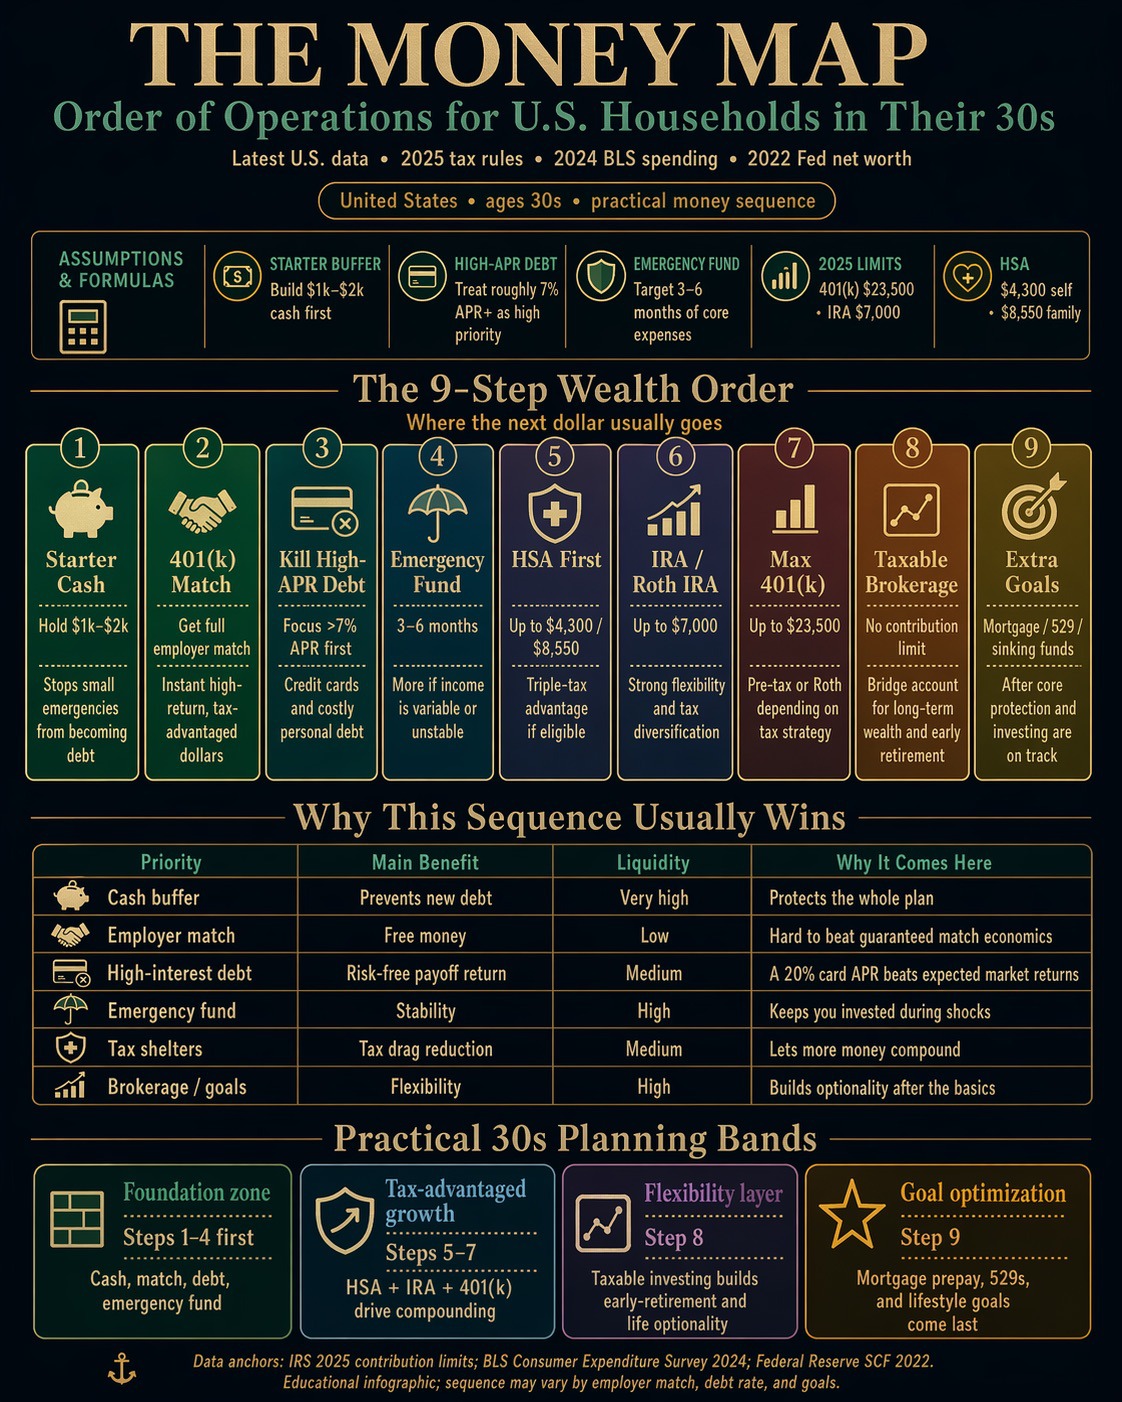 THE MONEY MAP
Order of Operations for U.S. Households in Their 30s
Latest U.S. data • 2025 tax rules • 2024 BLS spending • 2022 Fed net worth
United States • ages 30s • practical money sequence
ASSUMPTIONS
& FORMULAS
STARTER BUFFER
Build $1k–$2k
cash first
HIGH-APR DEBT
Treat roughly 7%
APR+ as high
priority
EMERGENCY FUND
Target 3–6
months of core
expenses
2025 LIMITS
401(k) $23,500
• IRA $7,000
HSA
$4,300 self
• $8,550 family
The 9-Step Wealth Order
Where the next dollar usually goes
1
Starter
Cash
Hold $1k–$2k
Stops small
emergencies
from becoming
debt
2
401(k)
Match
Get full
employer match
Instant high-
return, tax-
advantaged
dollars
3
Kill High-
APR Debt
Focus >7%
APR first
Credit cards
and costly
personal debt
4
Emergency
Fund
3–6 months
More if income
is variable or
unstable
5
HSA First
Up to $4,300 /
$8,550
Triple-tax
advantage
if eligible
6
IRA /
Roth IRA
Up to $7,000
Strong flexibility
and tax
diversification
7
Max
401(k)
Up to $23,500
Pre-tax or Roth
depending on
tax strategy
8
Taxable
Brokerage
No contribution
limit
Bridge account
for long-term
wealth and early
retirement
9
Extra
Goals
Mortgage / 529 /
sinking funds
After core
protection and
investing are
on track
Why This Sequence Usually Wins
Priority Main Benefit Liquidity Why It Comes Here
Cash buffer Prevents new debt Very high Protects the whole plan
Employer match Free money Low Hard to beat guaranteed match economics
High-interest debt Risk-free payoff return Medium A 20% card APR beats expected market returns
Emergency fund Stability High Keeps you invested during shocks
Tax shelters Tax drag reduction Medium Lets more money compound
Brokerage / goals Flexibility High Builds optionality after the basics
Practical 30s Planning Bands
Foundation zone
Steps 1–4 first
Cash, match, debt,
emergency fund
Tax-advantaged
growth
Steps 5–7
HSA + IRA + 401(k)
drive compounding
Flexibility layer
Step 8
Taxable investing builds
early-retirement and
life optionality
Goal optimization
Step 9
Mortgage prepay, 529s,
and lifestyle goals
come last
Data anchors: IRS 2025 contribution limits; BLS Consumer Expenditure Survey 2024; Federal Reserve SCF 2022.
Educational infographic; sequence may vary by employer match, debt rate, and goals.